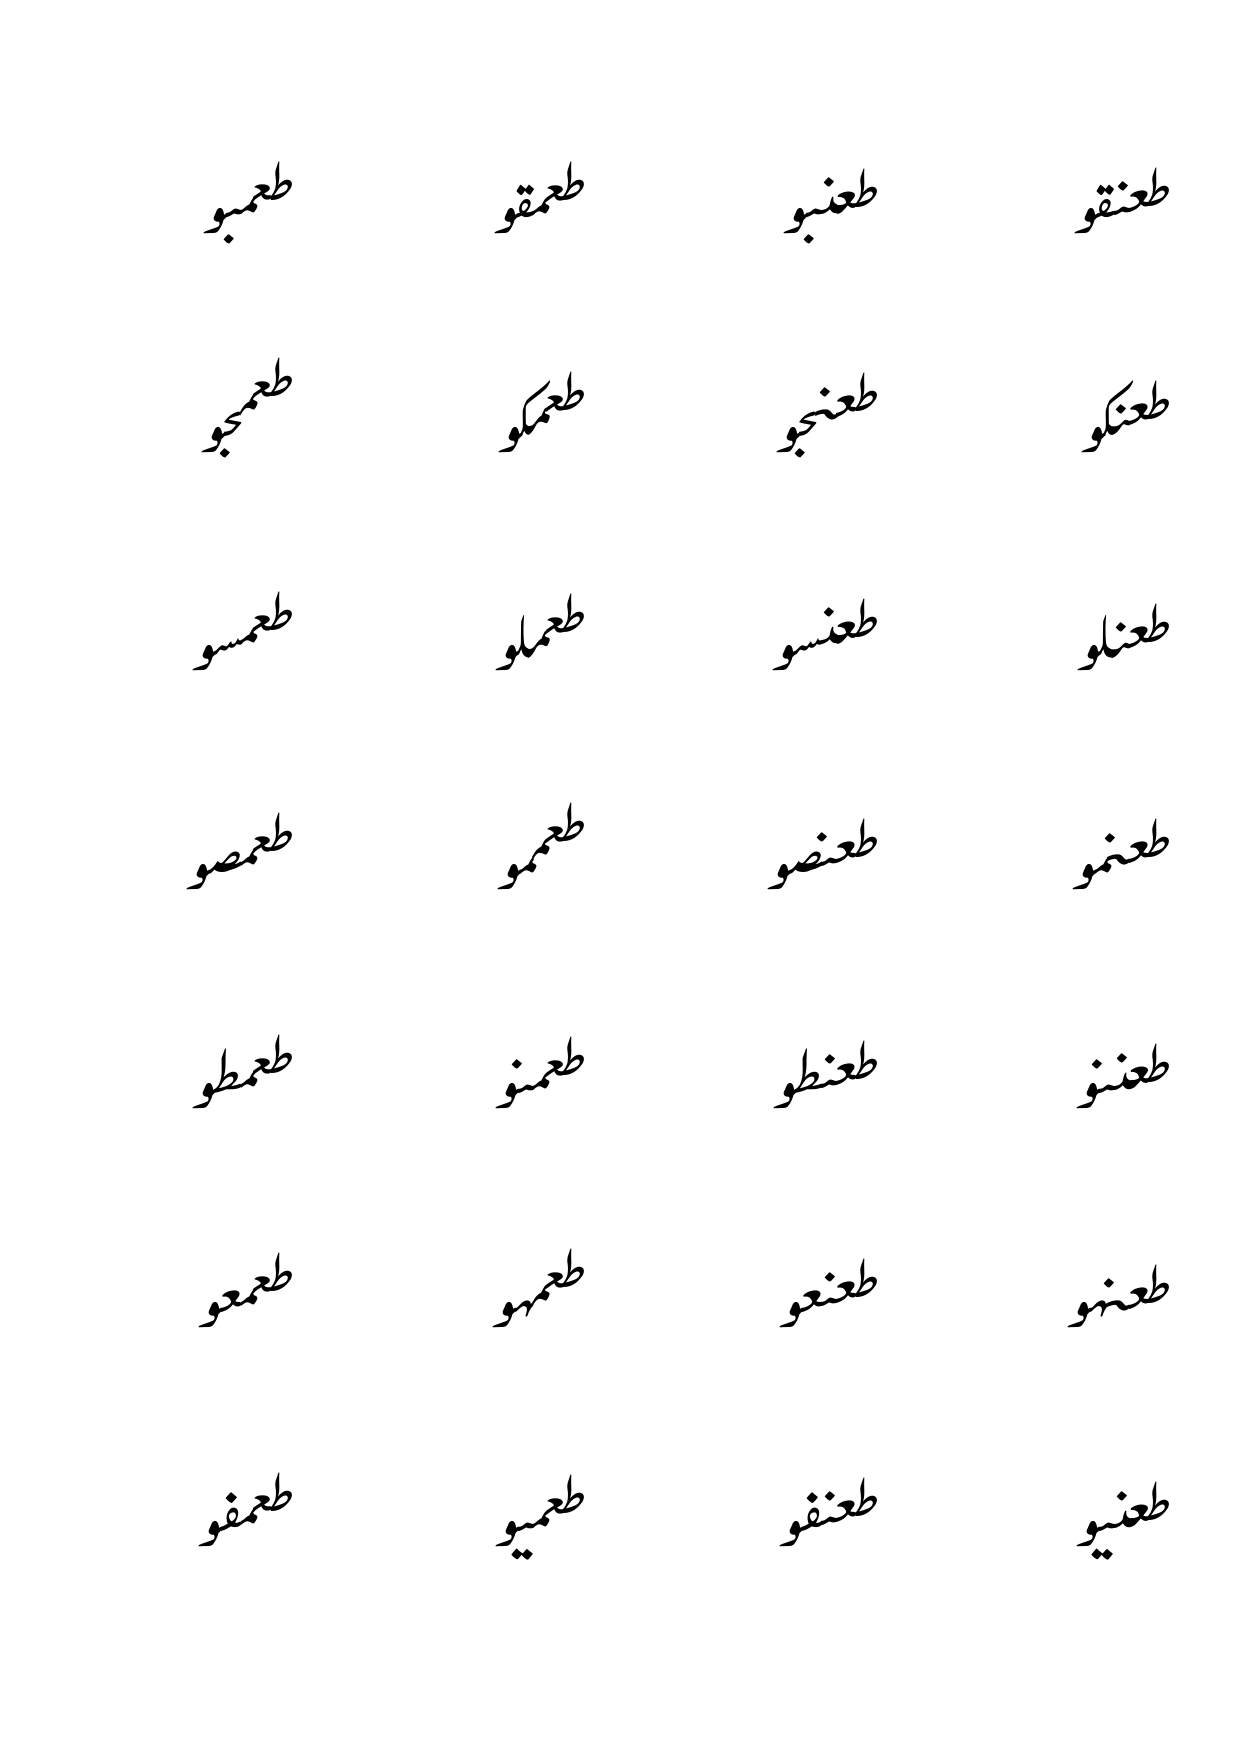 طعنقو طعنبو طعمقو طعمبو
طعنكو طعنجو طعمكو طعمجو
طعنلو طعنسو طعملو طعمسو
طعنمو طعنصو طعممو طعمصو
طعننو طعنطو طعمنو طعمطو
طعنهو طعنعو طعمهو طعمعو
طعنيو طعنفو طعميو طعمفو